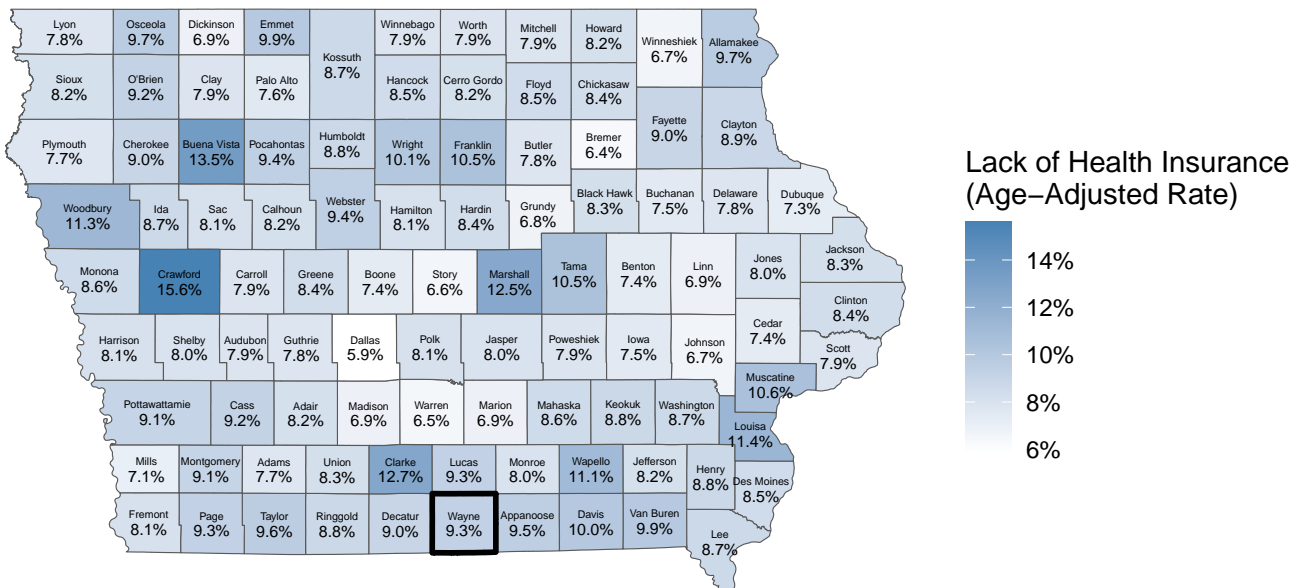 Lyon
7.8%
Osceola
9.7%
Dickinson
6.9%
Emmet
9.9%
Kossuth
8.7%
Winnebago
7.9%
Worth
7.9%
Mitchell
7.9%
Howard
8.2%
Winneshiek
6.7%
Allamakee
9.7%
Sioux
8.2%
O'Brien
9.2%
Clay
7.9%
Palo Alto
7.6%
Hancock
8.5%
Cerro Gordo
8.2%
Floyd
8.5%
Chickasaw
8.4%
Fayette
9.0%
Clayton
8.9%
Plymouth
7.7%
Cherokee
9.0%
Buena Vista
13.5%
Pocahontas
9.4%
Humboldt
8.8%
Wright
10.1%
Franklin
10.5%
Butler
7.8%
Bremer
6.4%
Woodbury
11.3%
Ida
8.7%
Sac
8.1%
Calhoun
8.2%
Webster
9.4%
Hamilton
8.1%
Hardin
8.4%
Grundy
6.8%
Black Hawk
8.3%
Buchanan
7.5%
Delaware
7.8%
Dubuque
7.3%
Monona
8.6%
Crawford
15.6%
Carroll
7.9%
Greene
8.4%
Boone
7.4%
Story
6.6%
Marshall
12.5%
Tama
10.5%
Benton
7.4%
Linn
6.9%
Jones
8.0%
Jackson
8.3%
Clinton
8.4%
Harrison
8.1%
Shelby
8.0%
Audubon
7.9%
Guthrie
7.8%
Dallas
5.9%
Polk
8.1%
Jasper
8.0%
Poweshiek
7.9%
Iowa
7.5%
Johnson
6.7%
Cedar
7.4%
Scott
7.9%
Muscatine
10.6%
Pottawattamie
9.1%
Cass
9.2%
Adair
8.2%
Madison
6.9%
Warren
6.5%
Marion
6.9%
Mahaska
8.6%
Keokuk
8.8%
Washington
8.7%
Louisa
11.4%
Mills
7.1%
Montgomery
9.1%
Adams
7.7%
Union
8.3%
Clarke
12.7%
Lucas
9.3%
Monroe
8.0%
Wapello
11.1%
Jefferson
8.2%
Henry
8.8%
Des Moines
8.5%
Fremont
8.1%
Page
9.3%
Taylor
9.6%
Ringgold
8.8%
Decatur
9.0%
Wayne
9.3%
Appanoose
9.5%
Davis
10.0%
Van Buren
9.9%
Lee
8.7%
Lack of Health Insurance
(Age−Adjusted Rate)
14%
12%
10%
8%
6%